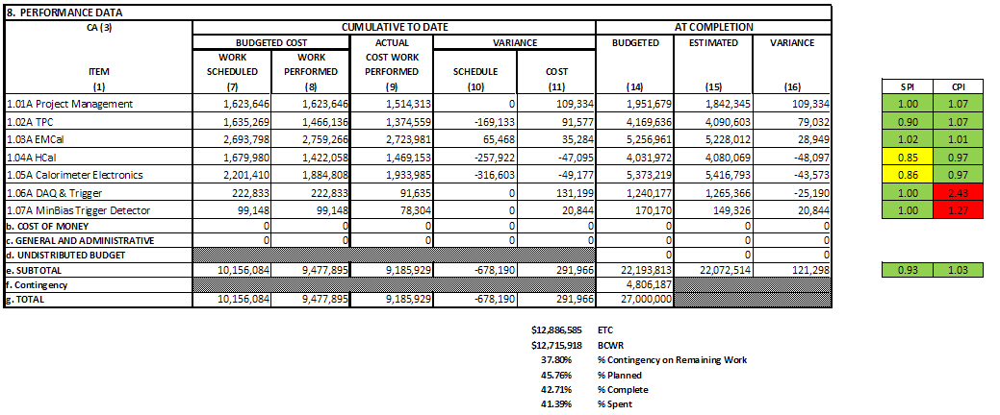 8. PERFORMANCE DATA
CA (3) CUMULATIVE TO DATE AT COMPLETION
BUDGETED COST ACTUAL VARIANCE BUDGETED ESTIMATED VARIANCE
WORK WORK COST WORK
ITEM SCHEDULED PERFORMED PERFORMED SCHEDULE COST
(1) (7) (8) (9) (10) (11) (14) (15) (16) SPI CPI
1.01A Project Management 1,623,646 1,623,646 1,514,313 0 109,334 1,951,679 1,842,345 109,334 1.00 1.07
1.02A TPC 1,635,269 1,466,136 1,374,559 -169,133 91,577 4,169,636 4,090,603 79,032 0.90 1.07
1.03A EMCal 2,693,798 2,759,266 2,723,981 65,468 35,284 5,256,961 5,228,012 28,949 1.02 1.01
1.04A HCal 1,679,980 1,422,058 1,469,153 -257,922 -47,095 4,031,972 4,080,069 -48,097 0.85 0.97
1.05A Calorimeter Electronics 2,201,410 1,884,808 1,933,985 -316,603 -49,177 5,373,219 5,416,793 -43,573 0.86 0.97
1.06A DAQ & Trigger 222,833 222,833 91,635 0 131,199 1,240,177 1,265,366 -25,190 1.00 2.43
1.07A MinBias Trigger Detector 99,148 99,148 78,304 0 20,844 170,170 149,326 20,844 1.00 1.27
b. COST OF MONEY 0 0 0 0 0 0 0 0
c. GENERAL AND ADMINISTRATIVE 0 0 0 0 0 0 0 0
d. UNDISTRIBUTED BUDGET 0 0 0
e. SUBTOTAL 10,156,084 9,477,895 9,185,929 -678,190 291,966 22,193,813 22,072,514 121,298 0.93 1.03
f. Contingency 4,806,187
g. TOTAL 10,156,084 9,477,895 9,185,929 -678,190 291,966 27,000,000
$12,886,585 ETC
$12,715,918 BCWR
37.80% % Contingency on Remaining Work
45.76% % Planned
42.71% % Complete
41.39% % Spent